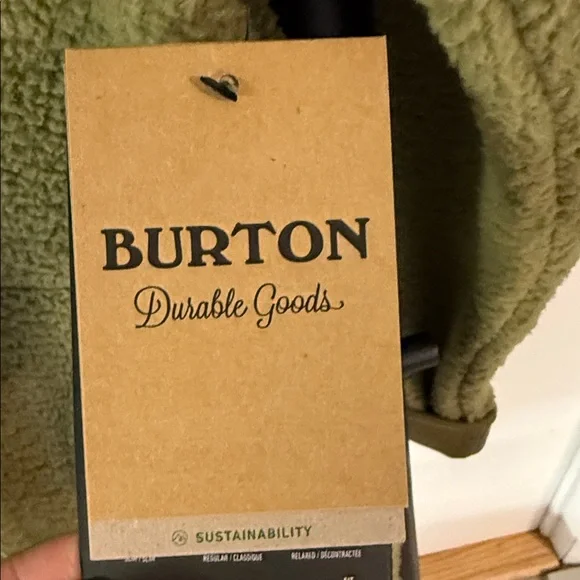 BURTON
Durable Goods
SUSTAINABILITY
REGULAR / CLASSIQUE RELAXED / DÉCONTRACTÉE